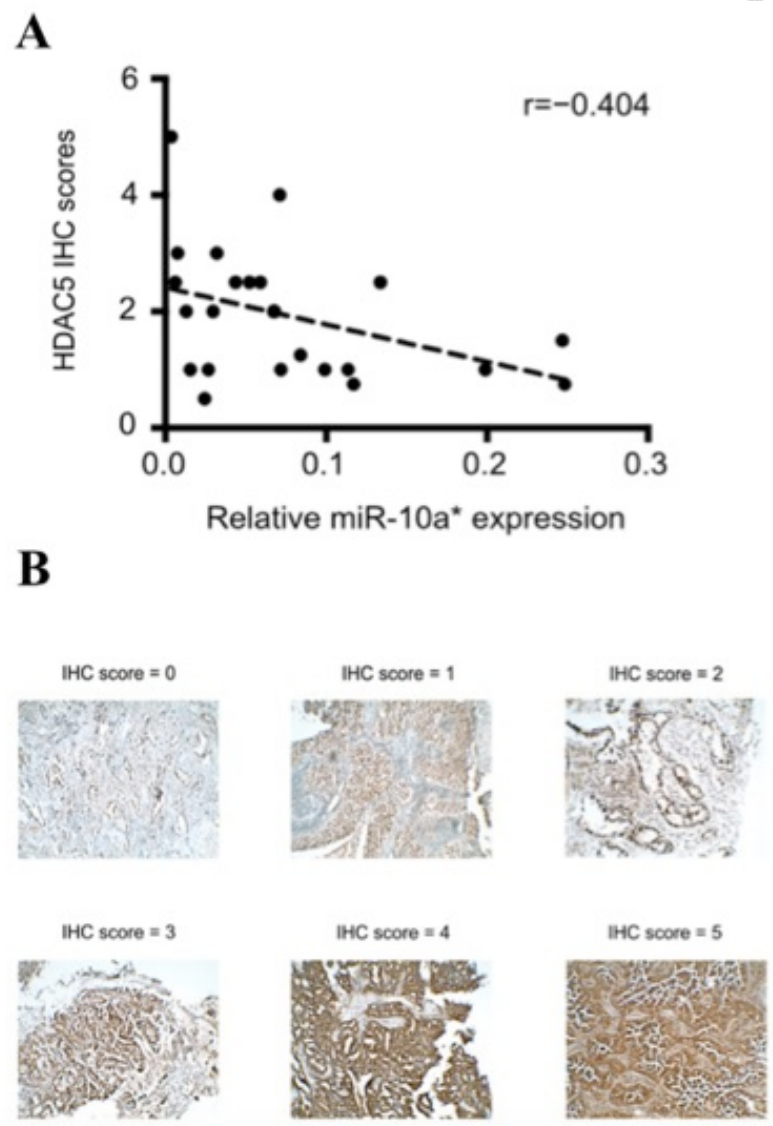 A
6
r=−0.404
4
2
0
HDAC5 IHC scores
0.0 0.1 0.2 0.3
Relative miR-10a* expression
B
IHC score = 0 IHC score = 1 IHC score = 2
IHC score = 3 IHC score = 4 IHC score = 5